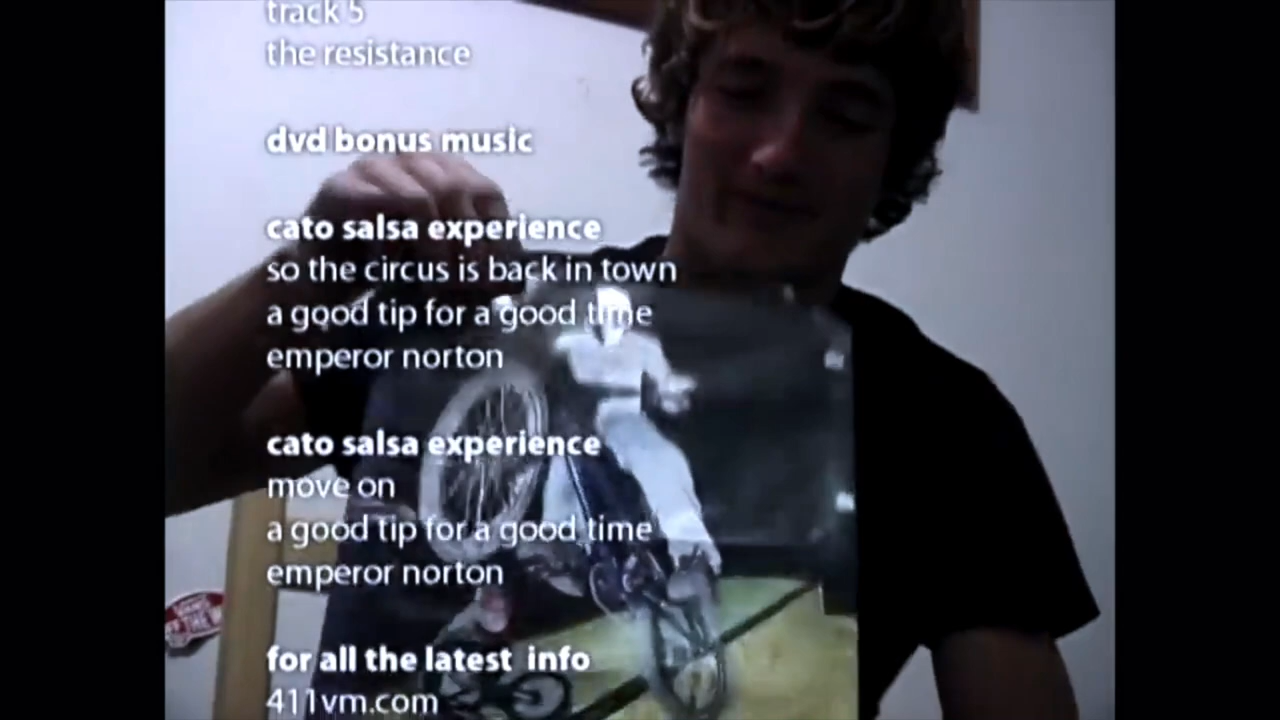 track 5
the resistance
dvd bonus music
cato salsa experience
so the circus is back in town
a good tip for a good time
emperor norton
cato salsa experience
move on
a good tip for a good time
emperor norton
for all the latest info
411vm.com